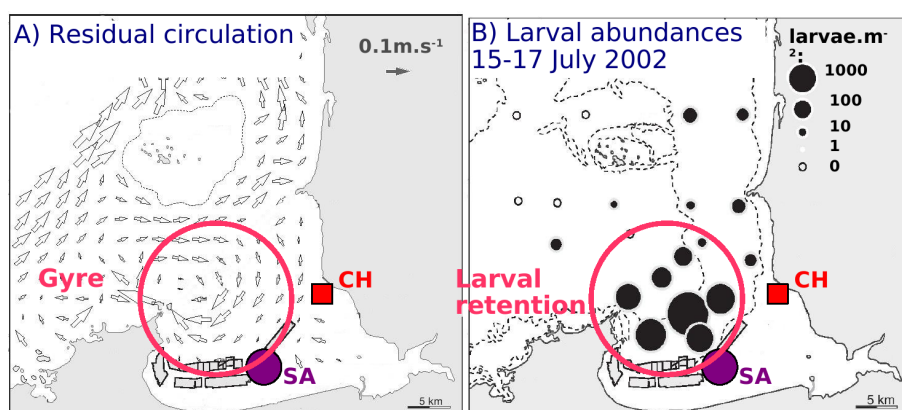 A) Residual circulation
0.1m.s-1
Gyre
CH
SA
5 km
B) Larval abundances
15-17 July 2002
larvae.m-
2:
1000
100
10
1
0
Larval
retention
CH
SA
5 km